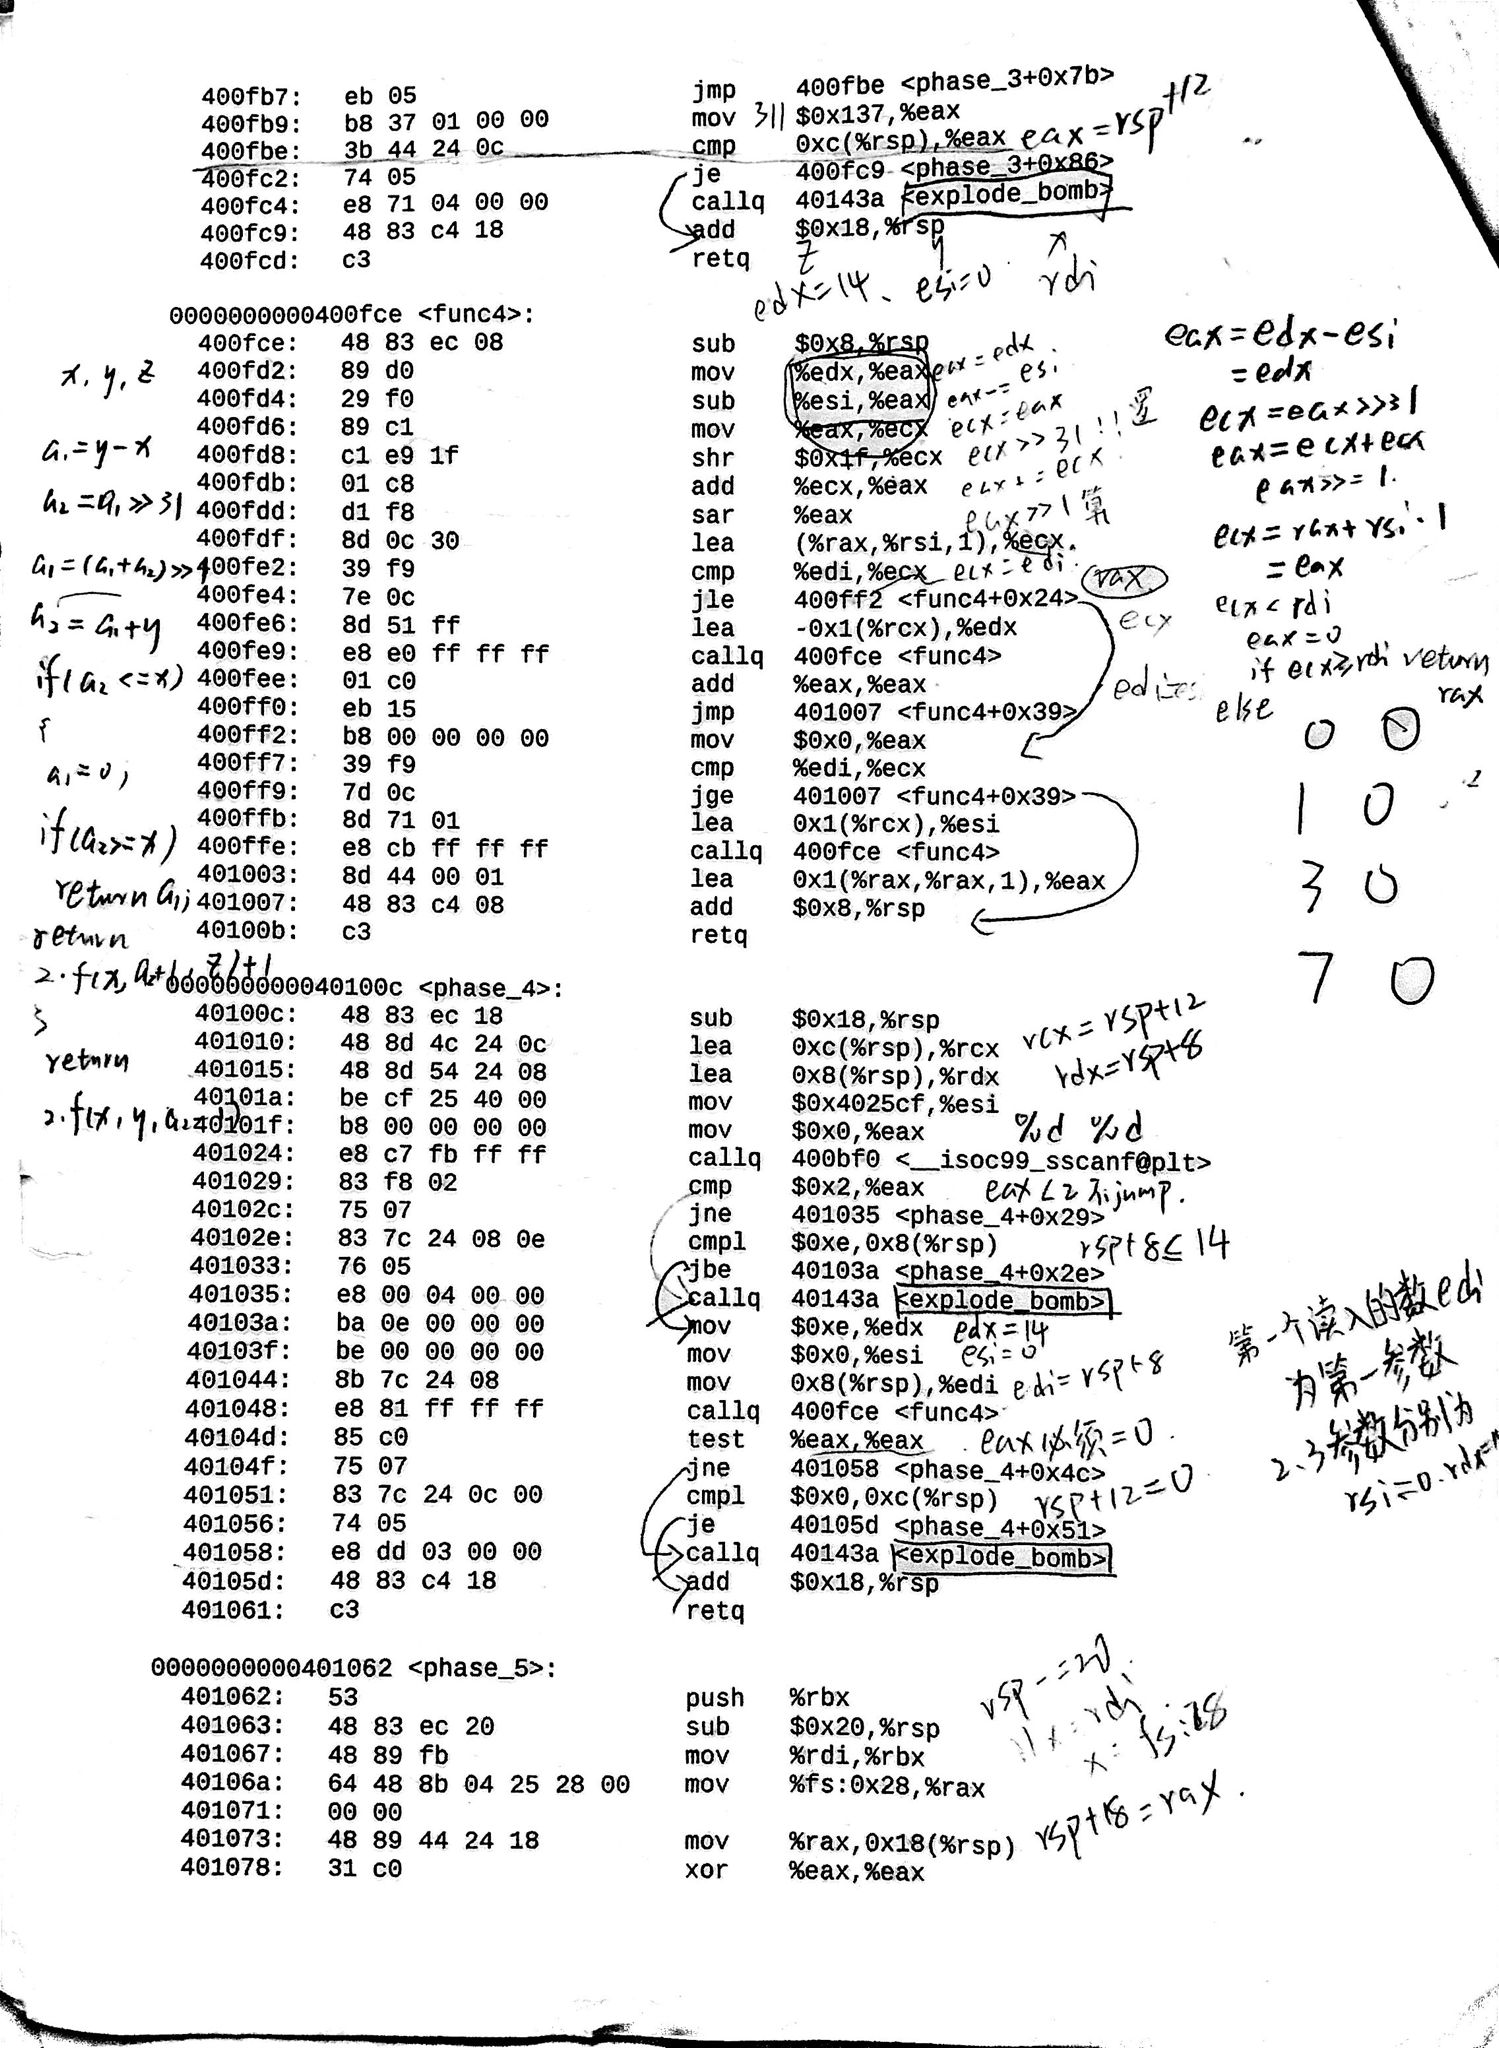 400fb7: eb 05 jmp 400fbe <phase_3+0x7b>
400fb9: b8 37 01 00 00 mov 311 $0x137,%eax
400fbe: 3b 44 24 0c cmp 0xc(%rsp),%eax eax=rsp+12
400fc2: 74 05 je 400fc9 <phase_3+0x86>
400fc4: e8 71 04 00 00 callq 40143a <explode_bomb>
400fc9: 48 83 c4 18 add $0x18,%rsp
400fcd: c3 retq z y x
edx=14、 esi=0 rdi
0000000000400fce <func4>:
400fce: 48 83 ec 08 sub $0x8,%rsp
400fd2: 89 d0 mov %edx,%eax eax=edx
400fd4: 29 f0 sub %esi,%eax eax-=esi
400fd6: 89 c1 mov %eax,%ecx ecx=eax
400fd8: c1 e9 1f shr $0x1f,%ecx ecx>>31!!
400fdb: 01 c8 add %ecx,%eax eax+=ecx
400fdd: d1 f8 sar %eax eax>>1算
400fdf: 8d 0c 30 lea (%rax,%rsi,1),%ecx
400fe2: 39 f9 cmp %edi,%ecx ecx=edi. rax
400fe4: 7e 0c jle 400ff2 <func4+0x24>
400fe6: 8d 51 ff lea -0x1(%rcx),%edx ecx
400fe9: e8 e0 ff ff ff callq 400fce <func4>
400fee: 01 c0 add %eax,%eax
400ff0: eb 15 jmp 401007 <func4+0x39>
400ff2: b8 00 00 00 00 mov $0x0,%eax
400ff7: 39 f9 cmp %edi,%ecx
400ff9: 7d 0c jge 401007 <func4+0x39>
400ffb: 8d 71 01 lea 0x1(%rcx),%esi
400ffe: e8 cb ff ff ff callq 400fce <func4>
401003: 8d 44 00 01 lea 0x1(%rax,%rax,1),%eax
401007: 48 83 c4 08 add $0x8,%rsp
40100b: c3 retq
x, y, z
a₁=y-x
a₂=a₁>>31
a₁=(a₁+a₂)>>1
a₂=a₁+y
if(a₂<=x)
{
a₁=0;
if(a₂>=x)
return a₁;
return
2·f(x, a₂+1, z)+1
}
return
2·f(x, y, a₂-1)
eax=edx-esi
=edx
ecx=eax>>31
eax=ecx+eax
eax>>=1.
ecx=rax+rsi·1
=eax
ecx<rdi
eax=0
if ecx≥rdi return
rax
else
0 0
1 0
3 0
7 0
000000000040100c <phase_4>:
40100c: 48 83 ec 18 sub $0x18,%rsp
401010: 48 8d 4c 24 0c lea 0xc(%rsp),%rcx rcx=rsp+12
401015: 48 8d 54 24 08 lea 0x8(%rsp),%rdx rdx=rsp+8
40101a: be cf 25 40 00 mov $0x4025cf,%esi
40101f: b8 00 00 00 00 mov $0x0,%eax %d %d
401024: e8 c7 fb ff ff callq 400bf0 <__isoc99_sscanf@plt>
401029: 83 f8 02 cmp $0x2,%eax eax<2 则jump.
40102c: 75 07 jne 401035 <phase_4+0x29>
40102e: 83 7c 24 08 0e cmpl $0xe,0x8(%rsp) rsp+8≤14
401033: 76 05 jbe 40103a <phase_4+0x2e>
401035: e8 00 04 00 00 callq 40143a <explode_bomb>
40103a: ba 0e 00 00 00 mov $0xe,%edx edx=14
40103f: be 00 00 00 00 mov $0x0,%esi esi=0
401044: 8b 7c 24 08 mov 0x8(%rsp),%edi edi=rsp+8
401048: e8 81 ff ff ff callq 400fce <func4>
40104d: 85 c0 test %eax,%eax eax必须=0
40104f: 75 07 jne 401058 <phase_4+0x4c>
401051: 83 7c 24 0c 00 cmpl $0x0,0xc(%rsp) rsp+12=0
401056: 74 05 je 40105d <phase_4+0x51>
401058: e8 dd 03 00 00 callq 40143a <explode_bomb>
40105d: 48 83 c4 18 add $0x18,%rsp
401061: c3 retq
第一个读入的数edi
为第一参数
2.3参数分别为
rsi=0.
0000000000401062 <phase_5>:
401062: 53 push %rbx
401063: 48 83 ec 20 sub $0x20,%rsp rsp-=20
401067: 48 89 fb mov %rdi,%rbx
40106a: 64 48 8b 04 25 28 00 mov %fs:0x28,%rax
401071: 00 00
401073: 48 89 44 24 18 mov %rax,0x18(%rsp) rsp+18=rax.
401078: 31 c0 xor %eax,%eax